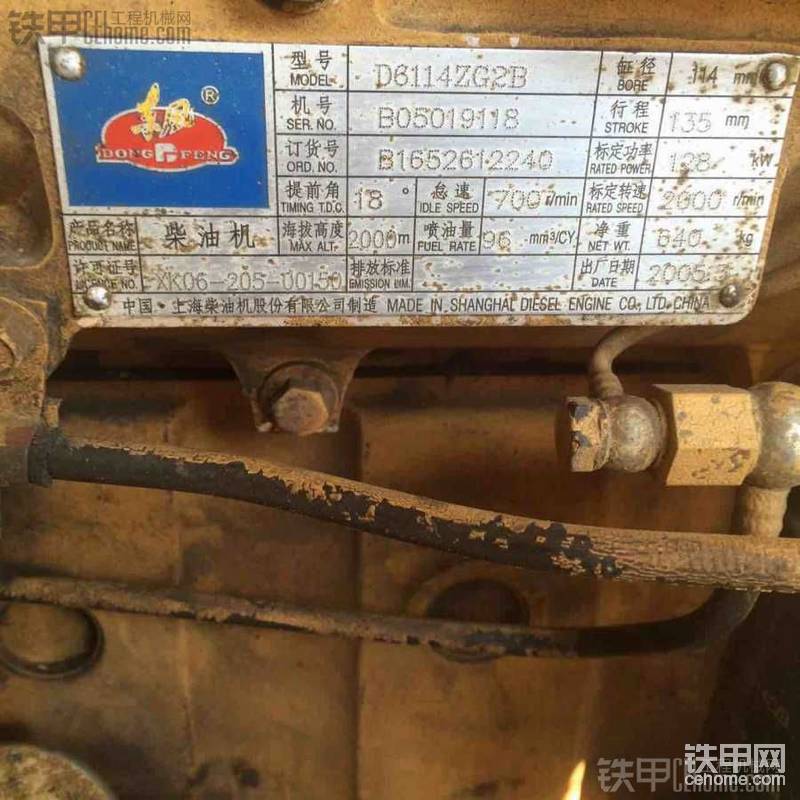 铁甲 工程机械网
CEhome.com
东风 ®
DONG FENG
型号 MODEL D6114ZG2B 缸径 BORE 114 mm
机号 SER. NO. B05019118 行程 STROKE 135 mm
订货号 ORD. NO. B1652612240 标定功率 RATED POWER 128 kW
提前角 TIMING T.D.C. 18 ° 怠速 IDLE SPEED 700 r/min 标定转速 RATED SPEED 2000 r/min
产品名称 PRODUCT NAME 柴油机 海拔高度 MAX ALT. 2000m 喷油量 FUEL RATE 96 mm³/CY. 净重 NET WT. 640 kg
许可证号 LICENCE NO. XK06-205-00150 排放标准 EMISSION LIM. 出厂日期 DATE 2005.
中国·上海柴油机股份有限公司制造 MADE IN SHANGHAI DIESEL ENGINE CO., LTD. CHINA
铁甲网
cehome.com
铁甲